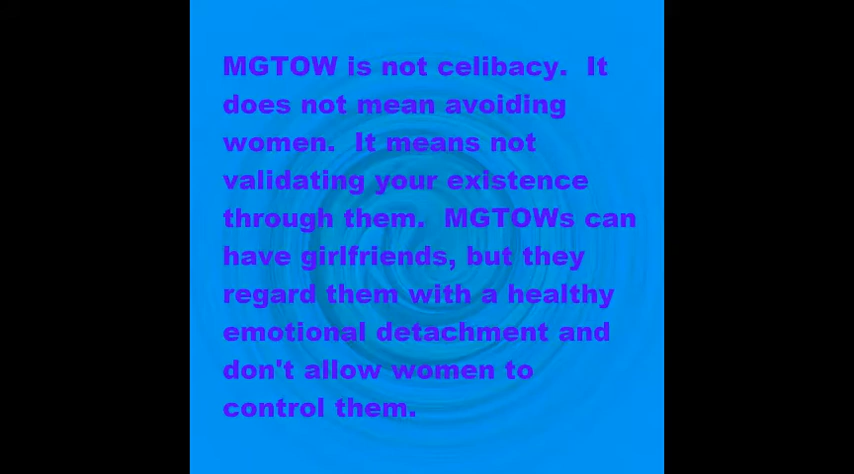 MGTOW is not celibacy.  It
does not mean avoiding
women.  It means not
validating your existence
through them.  MGTOWs can
have girlfriends, but they
regard them with a healthy
emotional detachment and
don't allow women to
control them.